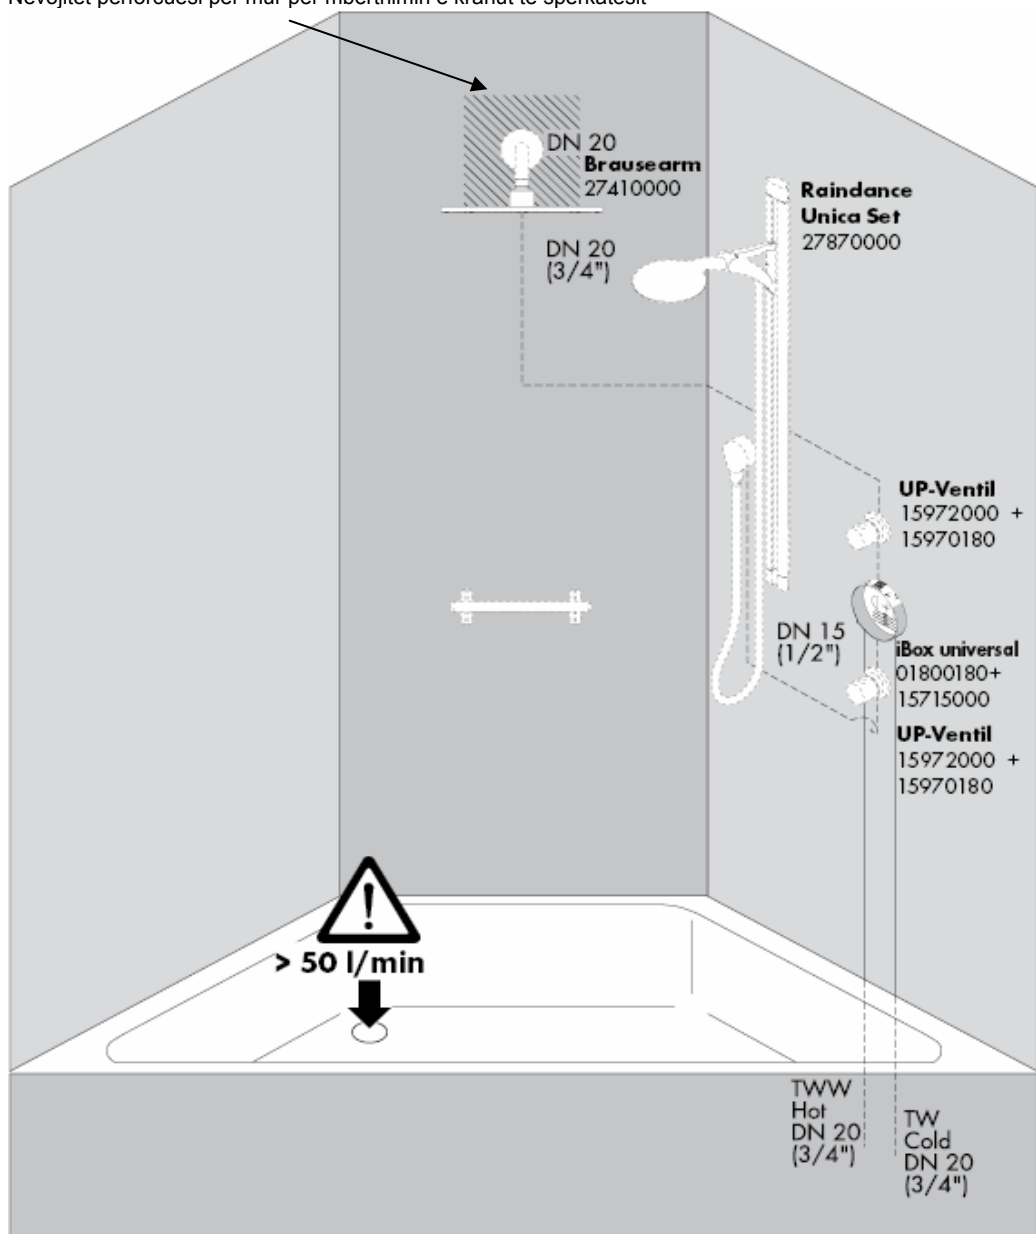 Nevojitet përforcuesi për mur për mbërthimin e krahut të spërkatësit
DN 20
Brausearm
27410000
Raindance
Unica Set
27870000
DN 20
(3/4")
UP-Ventil
15972000 +
15970180
DN 15
(1/2")
iBox universal
01800180+
15715000
UP-Ventil
15972000 +
15970180
> 50 l/min
TWW
Hot
DN 20
(3/4")
TW
Cold
DN 20
(3/4")